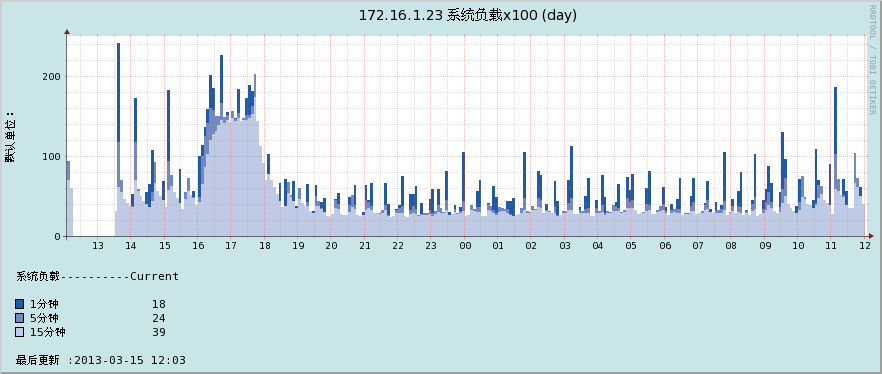 172.16.1.23 系统负载x100 (day)
RRDTOOL / TOBI OETIKER
默认单位：
200
100
0
13 14 15 16 17 18 19 20 21 22 23 00 01 02 03 04 05 06 07 08 09 10 11 12
系统负载----------Current
1分钟 18
5分钟 24
15分钟 39
最后更新 :2013-03-15 12:03